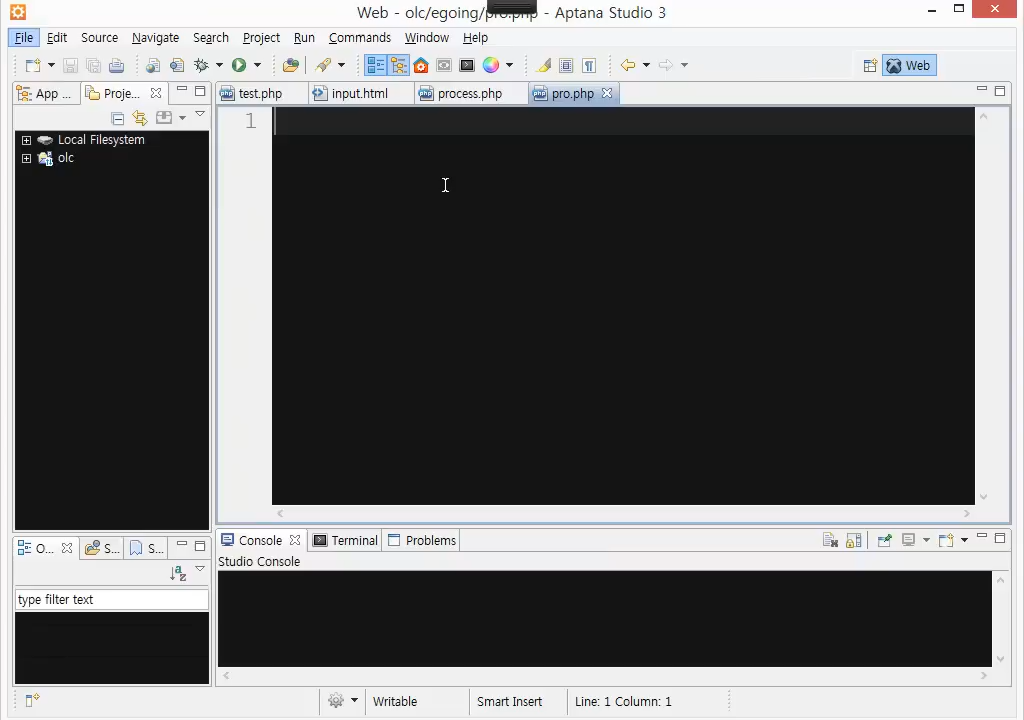 Web - olc/egoing/pro.php - Aptana Studio 3
File Edit Source Navigate Search Project Run Commands Window Help
Web
App ... Proje... test.php input.html process.php pro.php
1
Local Filesystem
olc
Console Terminal Problems
O... S... S...
Studio Console
type filter text
Writable Smart Insert Line: 1 Column: 1